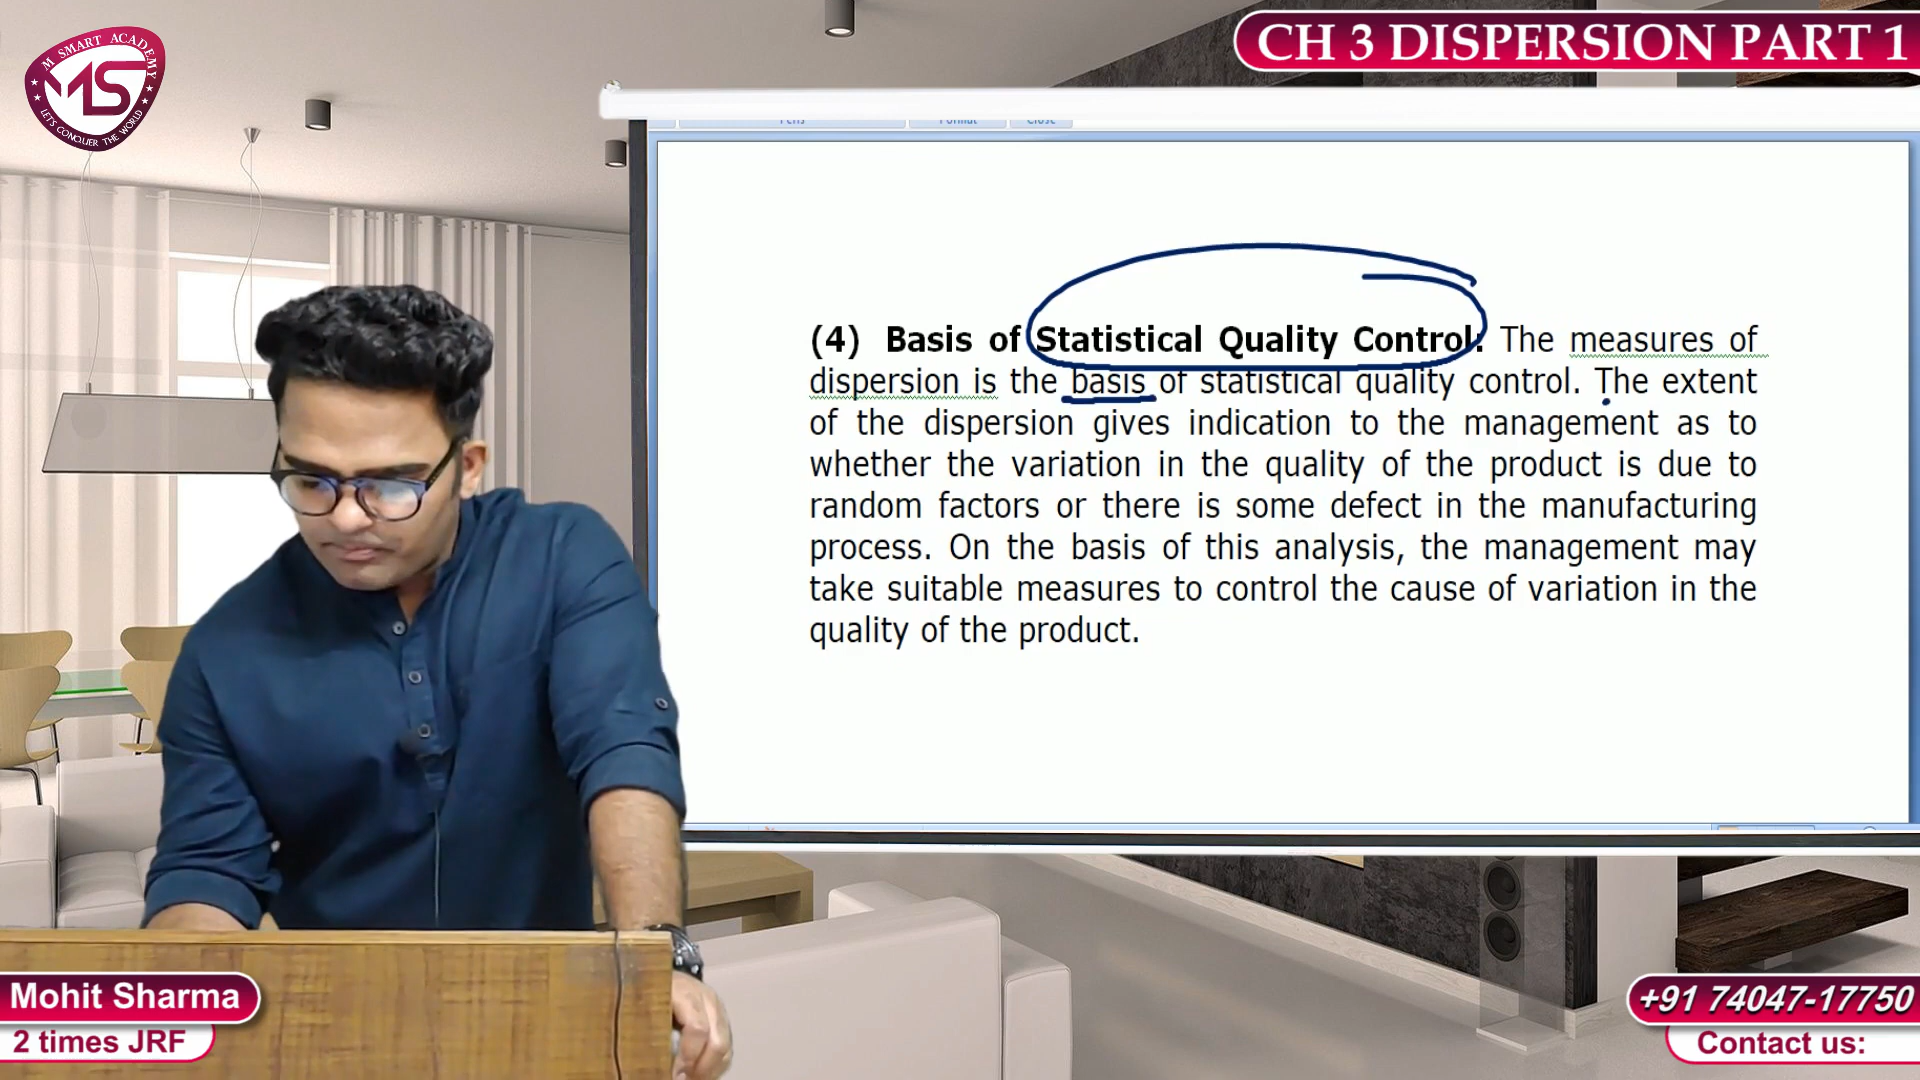 M SMART ACADEMY
MS
LET'S CONQUER THE WORLD
CH 3 DISPERSION PART 1
Pens
Format
Close
(4) Basis of Statistical Quality Control: The measures of
dispersion is the basis of statistical quality control. The extent
of the dispersion gives indication to the management as to
whether the variation in the quality of the product is due to
random factors or there is some defect in the manufacturing
process. On the basis of this analysis, the management may
take suitable measures to control the cause of variation in the
quality of the product.
Mohit Sharma
2 times JRF
+91 74047-17750
Contact us: